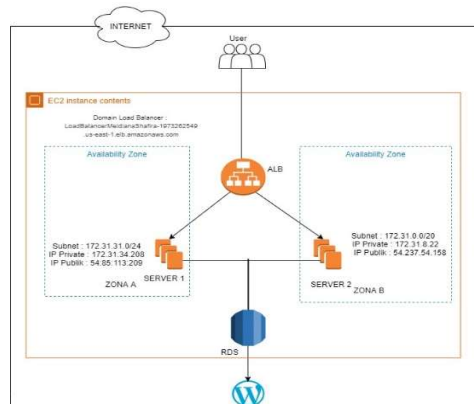 INTERNET
User
EC2 instance contents
Domain Load Balancer :
LoadBalancerMeidianaShafira-1973262549
us-east-1.elb.amazonaws.com
Availability Zone
Availability Zone
ALB
Subnet : 172.31.31.0/24
IP Private : 172.31.34.208
IP Publik : 54.85.113.209
SERVER 1
ZONA A
Subnet : 172.31.0.0/20
IP Private : 172.31.8.22
IP Publik : 54.237.54.158
SERVER 2
ZONA B
RDS